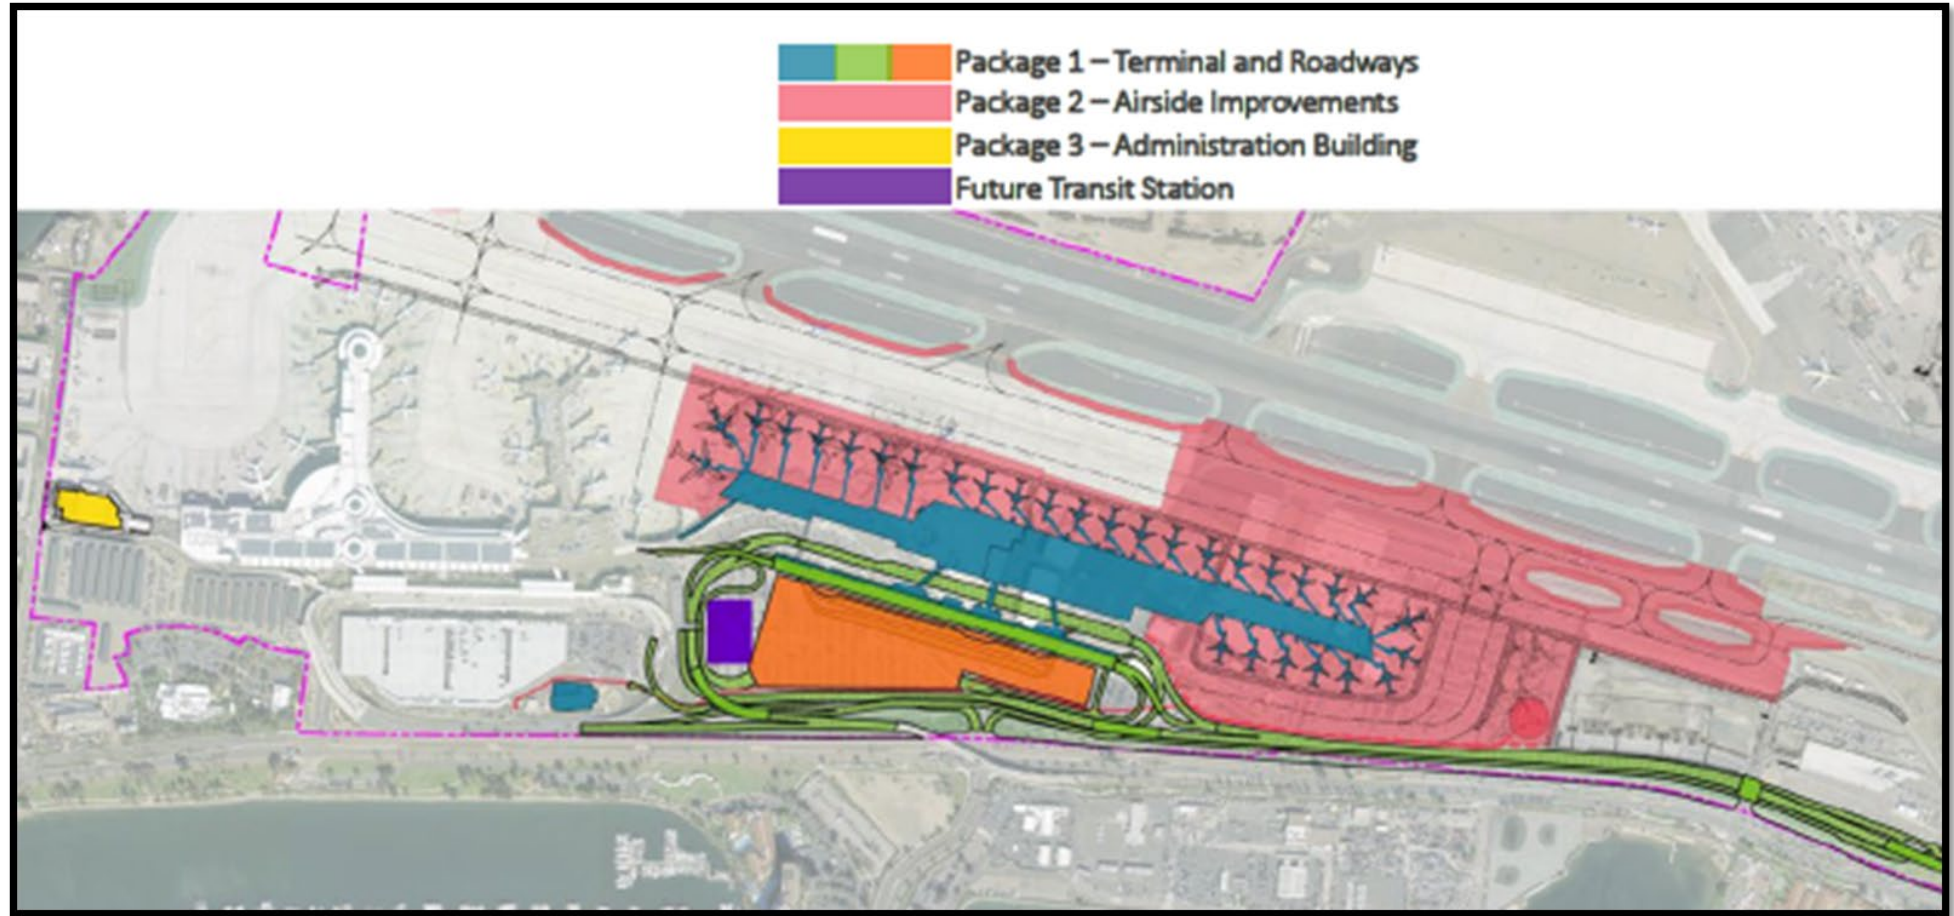 Package 1 – Terminal and Roadways
Package 2 – Airside Improvements
Package 3 – Administration Building
Future Transit Station